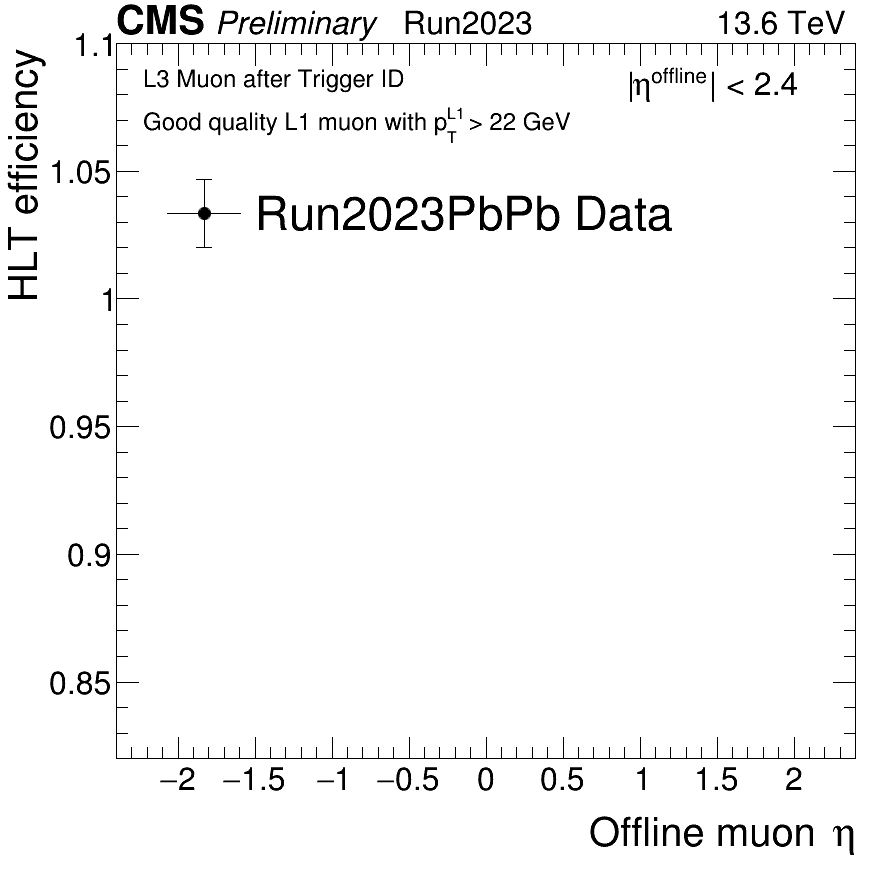 CMS Preliminary Run2023 13.6 TeV
1.1
L3 Muon after Trigger ID
|η^offline| < 2.4
Good quality L1 muon with p_T^L1 > 22 GeV
HLT efficiency
1.05
Run2023PbPb Data
1
0.95
0.9
0.85
−2 −1.5 −1 −0.5 0 0.5 1 1.5 2
Offline muon η